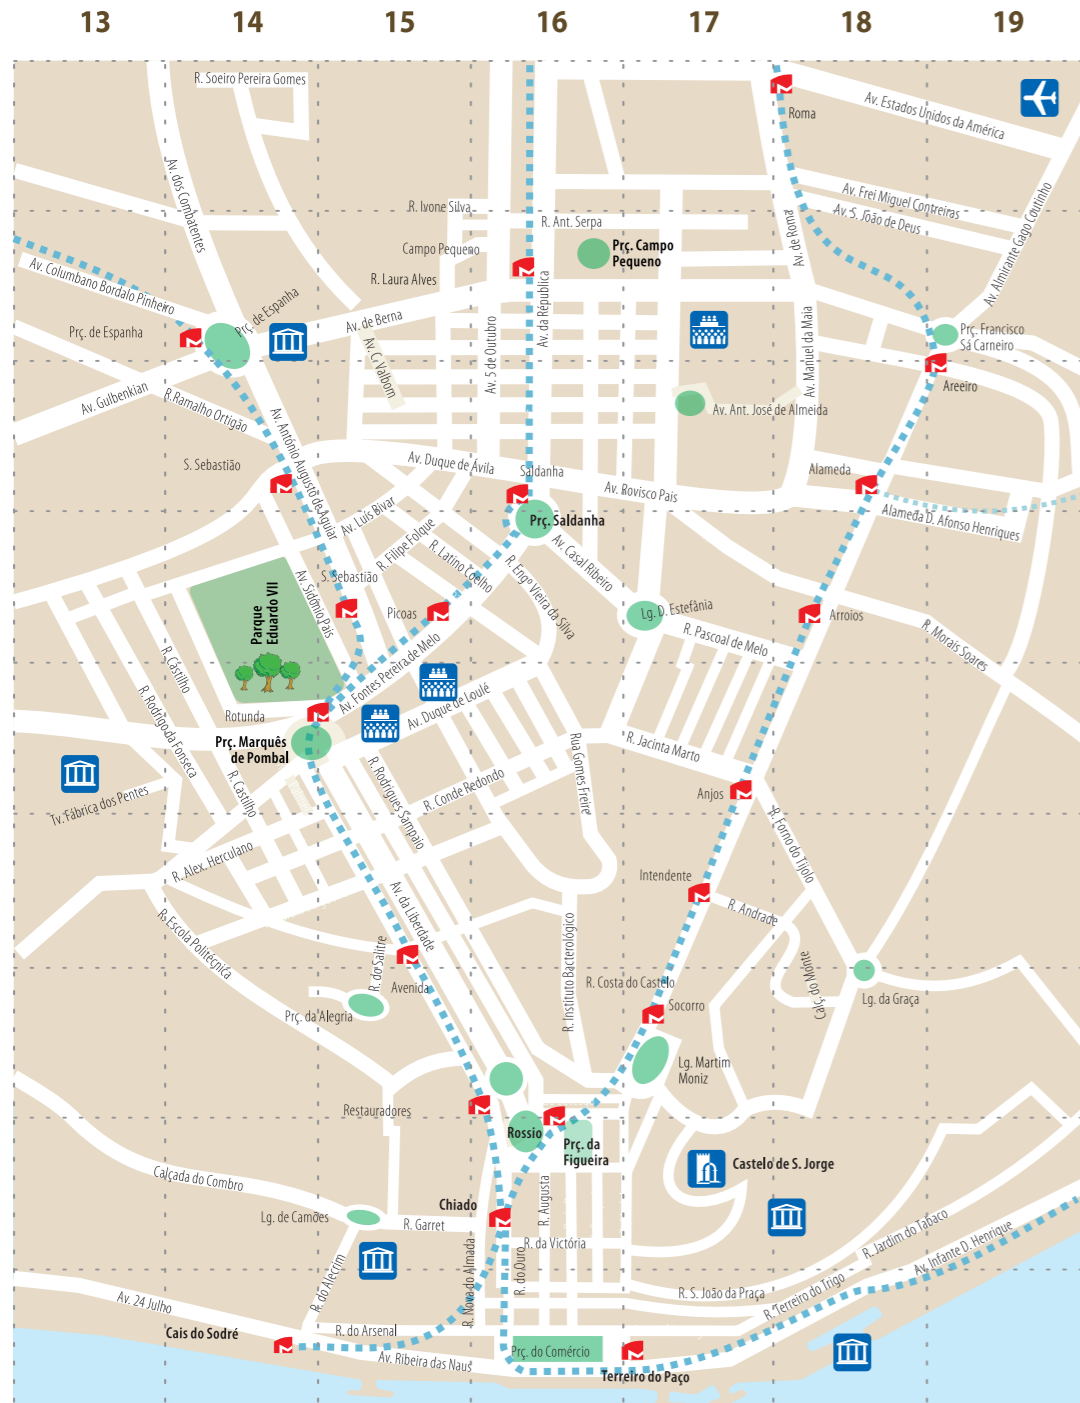 13 14 15 16 17 18 19
R. Soeiro Pereira Gomes
Roma
Av. Estados Unidos da América
Av. dos Combatentes
R. Ivone Silva
R. Ant. Serpa
Av. Frei Miguel Contreiras
Av. S. João de Deus
Av. Almirante Gago Coutinho
Av. de Roma
Campo Pequeno
Prç. Campo
Pequeno
R. Laura Alves
Av. Columbano Bordalo Pinheiro
Prç. de Espanha
Prç. de Espanha
Av. de Berna
Av. da República
Av. 5 de Outubro
Av. Manuel da Maia
Prç. Francisco
Sá Carneiro
Areeiro
Av. Gulbenkian
R. Ramalho Ortigão
Av. Ant. José de Almeida
Av. António Augusto de Aguiar
S. Sebastião
Av. Duque de Ávila
Saldanha
Av. Rovisco Pais
Alameda
Alameda D. Afonso Henriques
Av. Luís Bivar
R. Filipe Folque
R. Latino Coelho
Prç. Saldanha
Av. Casal Ribeiro
R. Engº Vieira da Silva
S. Sebastião
Av. Sidónio Pais
Parque
Eduardo VII
Picoas
Lg. D. Estefânia
R. Pascoal de Melo
Arroios
R. Morais Soares
R. Castilho
R. Rodrigo da Fonseca
Av. Fontes Pereira de Melo
Av. Duque de Loulé
Rotunda
Prç. Marquês
de Pombal
R. Jacinta Marto
Rua Gomes Freire
R. Castilho
R. Rodrigues Sampaio
R. Conde Redondo
Anjos
Tv. Fábrica dos Pentes
R. Forno do Tijolo
R. Alex. Herculano
Intendente
R. Andrade
R. Escola Politécnica
Av. da Liberdade
R. do Salitre
R. Instituto Bacterológico
Avenida
R. Costa do Castelo
Calç. do Monte
Socorro
Lg. da Graça
Prç. da Alegria
Lg. Martim
Moniz
Restauradores
Rossio
Prç. da
Figueira
Castelo de S. Jorge
Calçada do Combro
Chiado
R. Augusta
Lg. de Camões
R. Garret
R. da Victória
R. Jardim do Tabaco
Av. Infante D. Henrique
R. do Alecrim
R. Nova do Almada
R. do Ouro
R. S. João da Praça
R. Terreiro do Trigo
Av. 24 Julho
Cais do Sodré
R. do Arsenal
Prç. do Comércio
Av. Ribeira das Naus
Terreiro do Paço